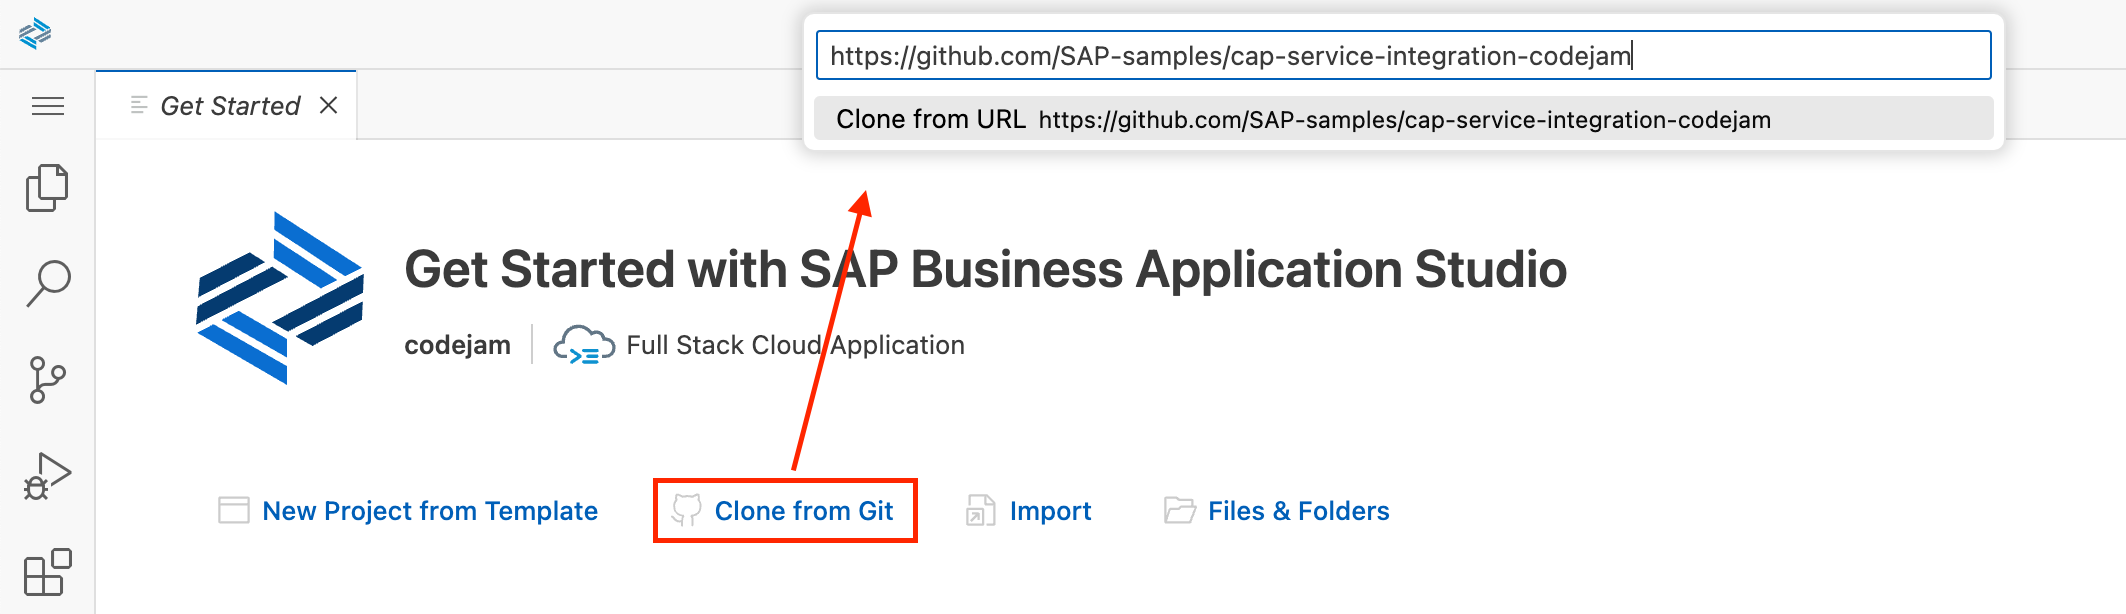 https://github.com/SAP-samples/cap-service-integration-codejam
Clone from URL https://github.com/SAP-samples/cap-service-integration-codejam
Get Started
Get Started with SAP Business Application Studio
codejam
Full Stack Cloud Application
New Project from Template
Clone from Git
Import
Files & Folders